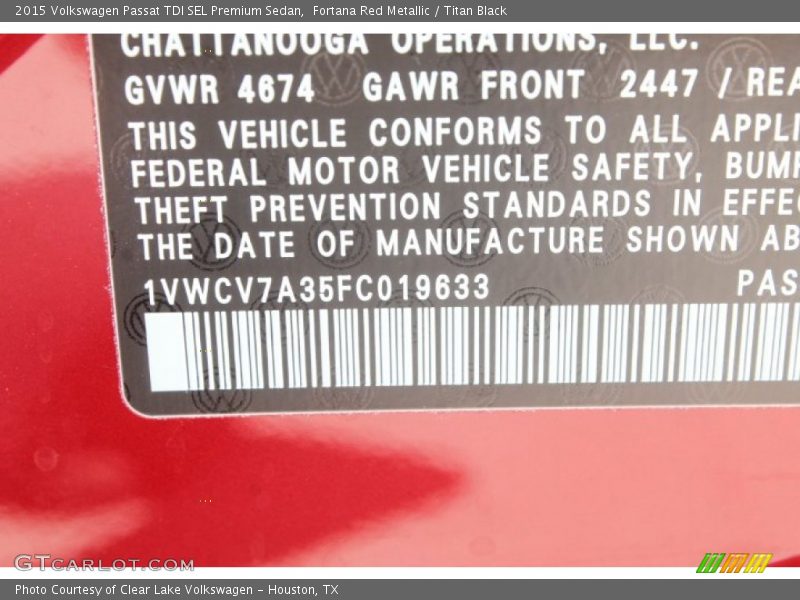 2015 Volkswagen Passat TDI SEL Premium Sedan,  Fortana Red Metallic / Titan Black
CHATTANOOGA OPERATIONS, LLC.
GVWR 4674 GAWR FRONT 2447 / REA
THIS VEHICLE CONFORMS TO ALL APPLI
FEDERAL MOTOR VEHICLE SAFETY, BUMP
THEFT PREVENTION STANDARDS IN EFFEC
THE DATE OF MANUFACTURE SHOWN AB
1VWCV7A35FC019633 PAS
GTCarLot.com
Photo Courtesy of Clear Lake Volkswagen – Houston, TX